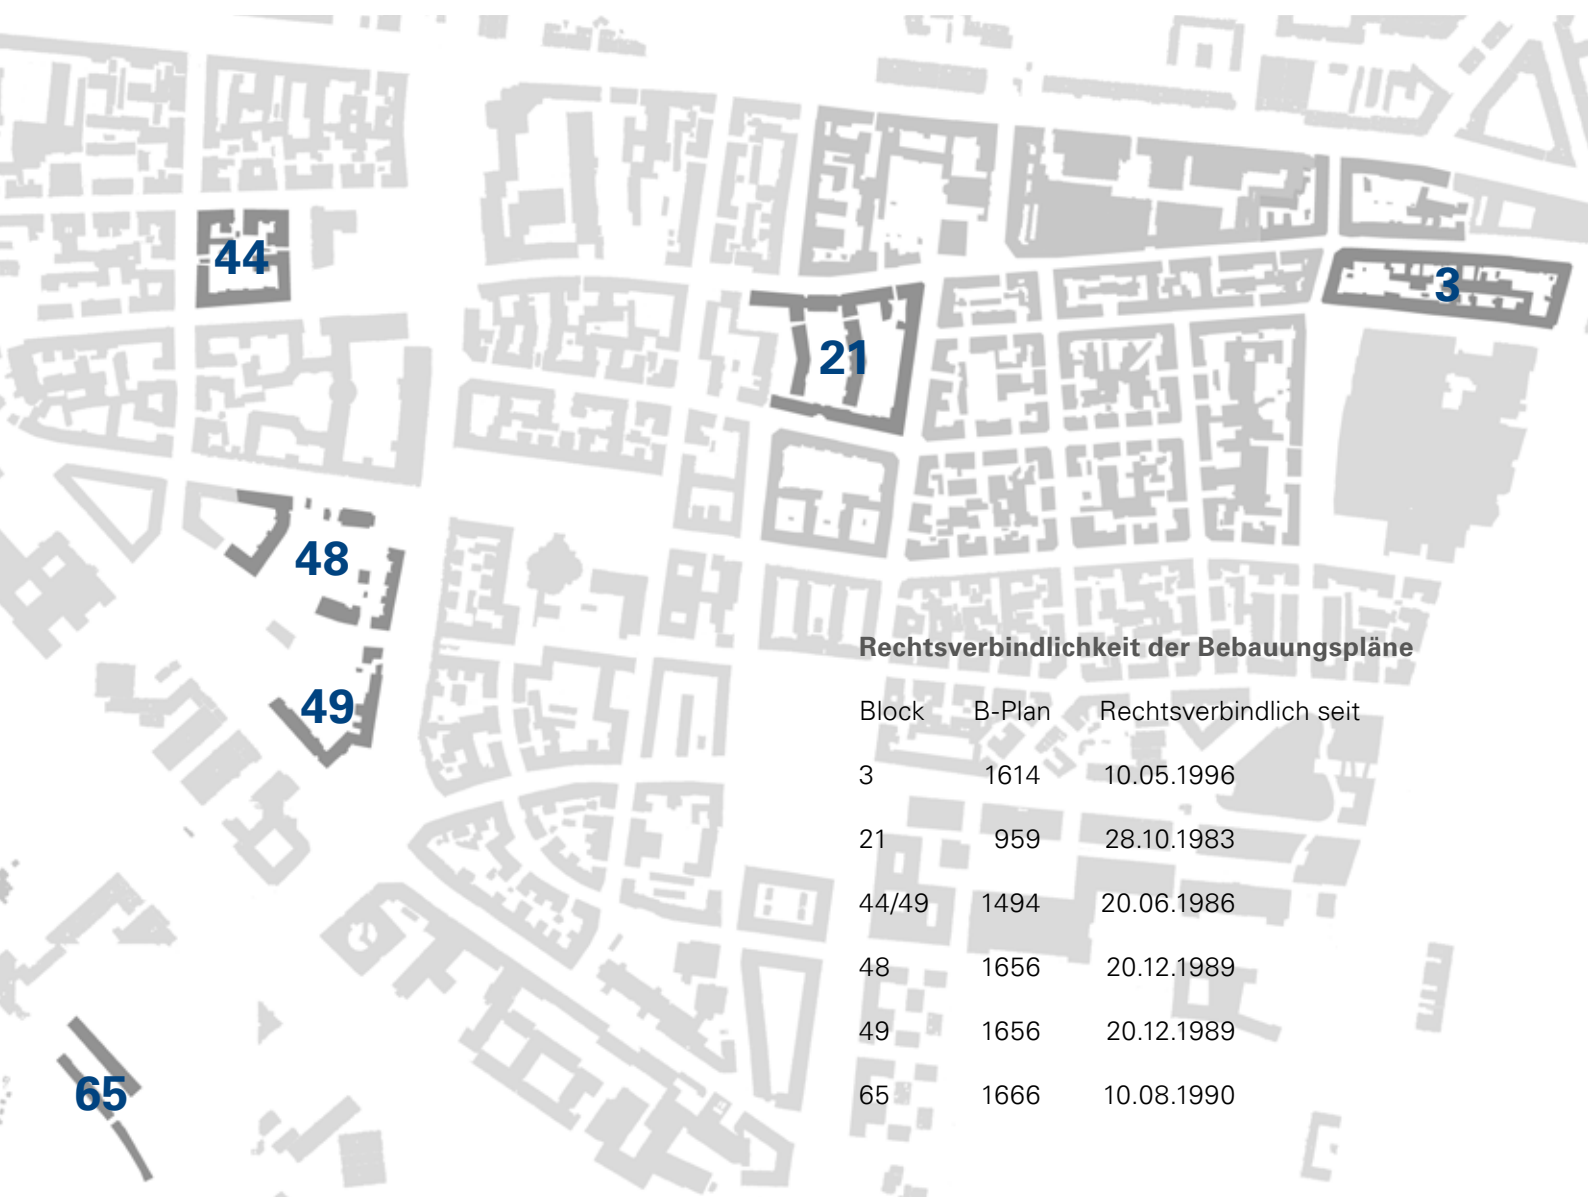 44
3
21
48
49
65
Rechtsverbindlichkeit der Bebauungspläne
Block B-Plan Rechtsverbindlich seit
3 1614 10.05.1996
21 959 28.10.1983
44/49 1494 20.06.1986
48 1656 20.12.1989
49 1656 20.12.1989
65 1666 10.08.1990